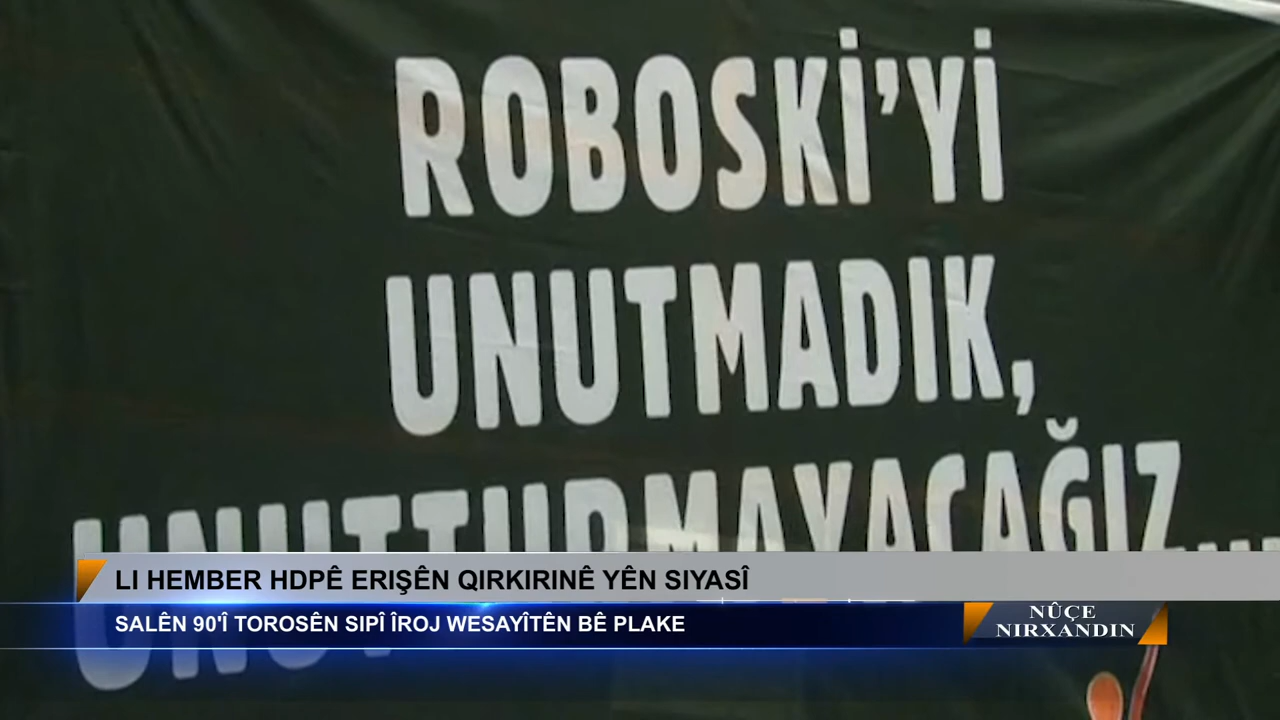 ROBOSKİ'Yİ
UNUTMADIK,
UNUTTURMAYACAĞIZ....
LI HEMBER HDPÊ ERIŞÊN QIRKIRINÊ YÊN SIYASÎ
SALÊN 90'Î TOROSÊN SIPÎ ÎROJ WESAYÎTÊN BÊ PLAKE
NÛÇE
NIRXANDIN